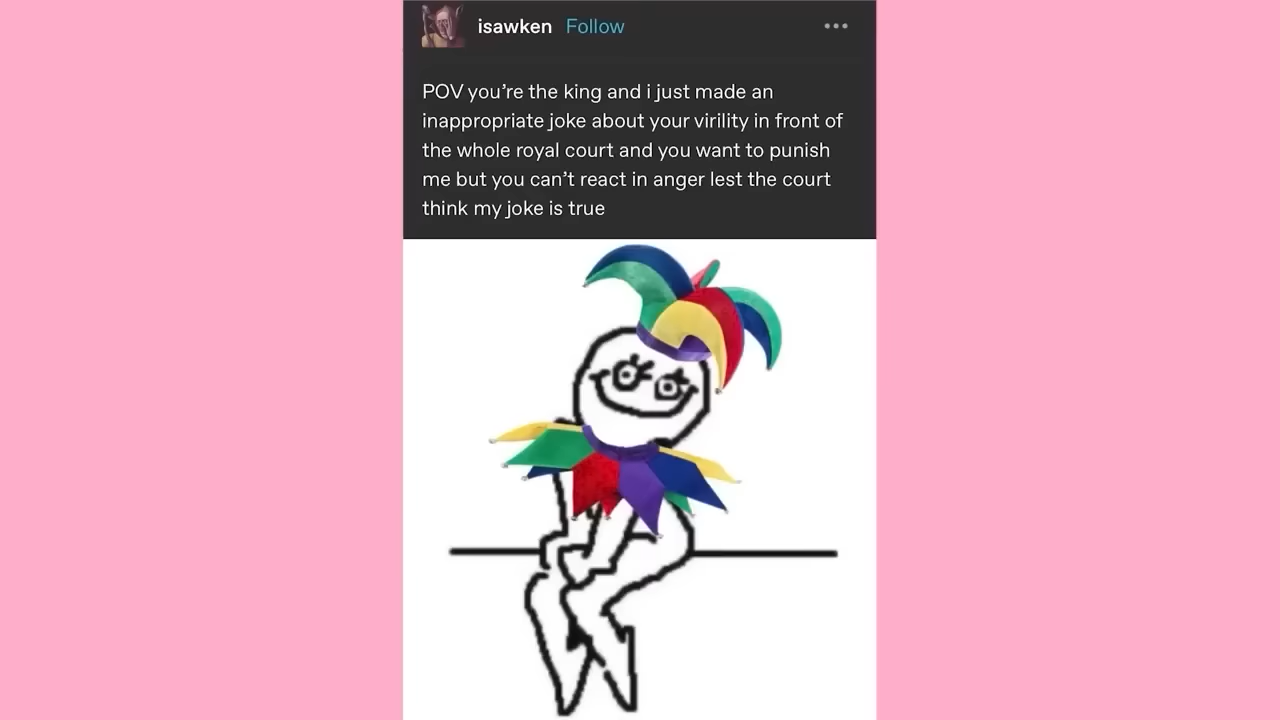 isawken Follow
POV you’re the king and i just made an
inappropriate joke about your virility in front of
the whole royal court and you want to punish
me but you can’t react in anger lest the court
think my joke is true